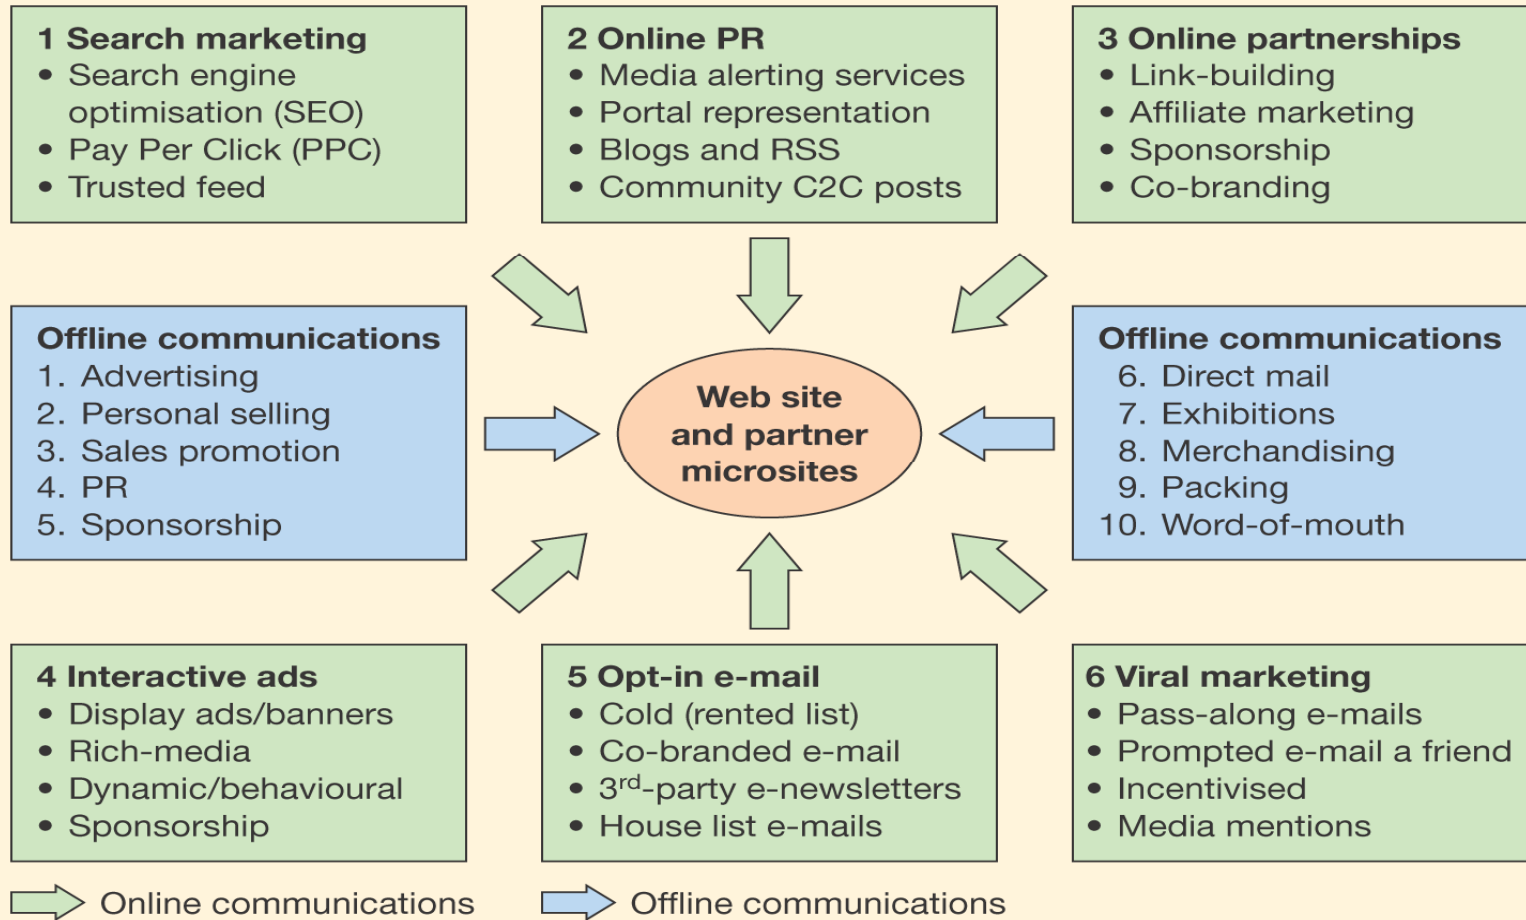 1 Search marketing
• Search engine
optimisation (SEO)
• Pay Per Click (PPC)
• Trusted feed
2 Online PR
• Media alerting services
• Portal representation
• Blogs and RSS
• Community C2C posts
3 Online partnerships
• Link-building
• Affiliate marketing
• Sponsorship
• Co-branding
Offline communications
1. Advertising
2. Personal selling
3. Sales promotion
4. PR
5. Sponsorship
Web site
and partner
microsites
Offline communications
6. Direct mail
7. Exhibitions
8. Merchandising
9. Packing
10. Word-of-mouth
4 Interactive ads
• Display ads/banners
• Rich-media
• Dynamic/behavioural
• Sponsorship
5 Opt-in e-mail
• Cold (rented list)
• Co-branded e-mail
• 3rd-party e-newsletters
• House list e-mails
6 Viral marketing
• Pass-along e-mails
• Prompted e-mail a friend
• Incentivised
• Media mentions
Online communications
Offline communications